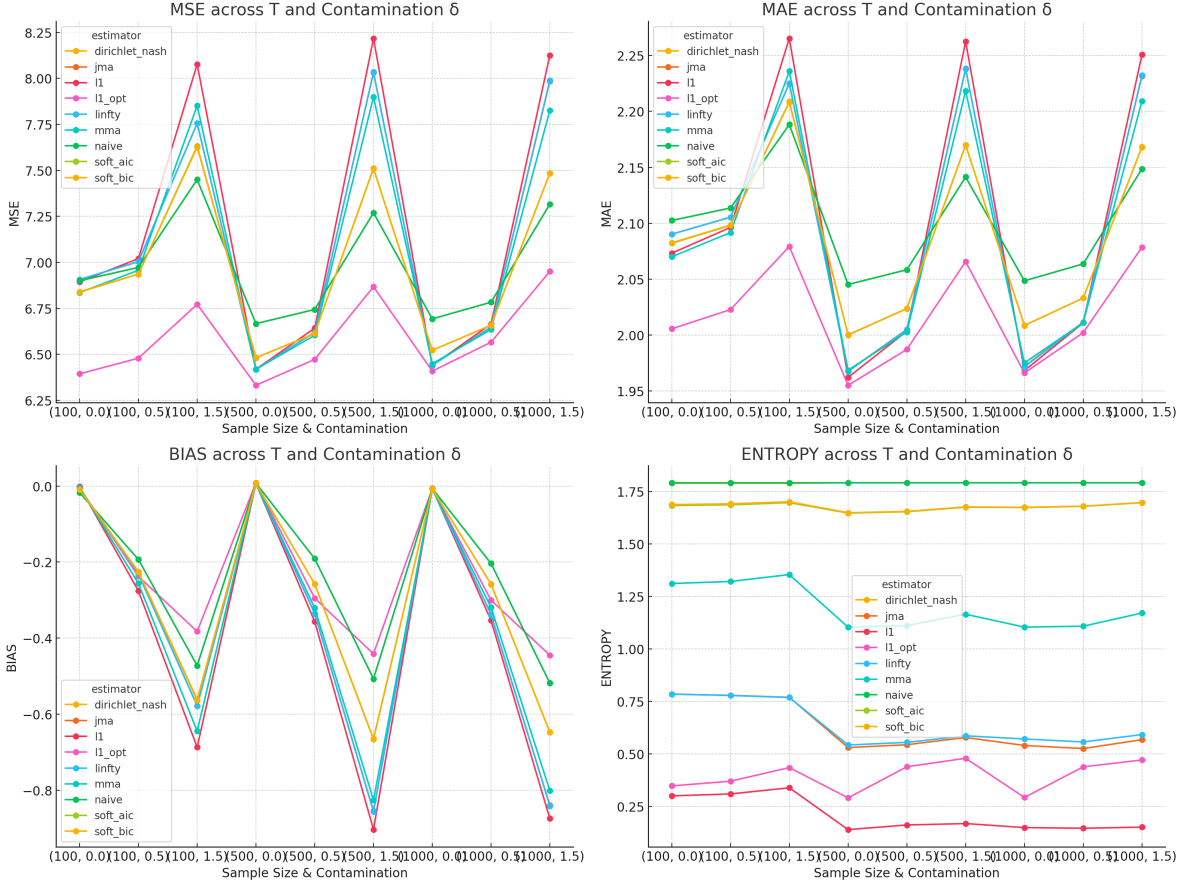 MSE across T and Contamination δ
MSE
8.25
8.00
7.75
7.50
7.25
7.00
6.75
6.50
6.25
estimator
dirichlet_nash
jma
l1
l1_opt
linfty
mma
naive
soft_aic
soft_bic
(100, 0.0)
(100, 0.5)
(100, 1.5)
(500, 0.0)
(500, 0.5)
(500, 1.5)
(1000, 0.0)
(1000, 0.5)
(1000, 1.5)
Sample Size & Contamination
MAE across T and Contamination δ
MAE
2.25
2.20
2.15
2.10
2.05
2.00
1.95
estimator
dirichlet_nash
jma
l1
l1_opt
linfty
mma
naive
soft_aic
soft_bic
(100, 0.0)
(100, 0.5)
(100, 1.5)
(500, 0.0)
(500, 0.5)
(500, 1.5)
(1000, 0.0)
(1000, 0.5)
(1000, 1.5)
Sample Size & Contamination
BIAS across T and Contamination δ
BIAS
0.0
−0.2
−0.4
−0.6
−0.8
estimator
dirichlet_nash
jma
l1
l1_opt
linfty
mma
naive
soft_aic
soft_bic
(100, 0.0)
(100, 0.5)
(100, 1.5)
(500, 0.0)
(500, 0.5)
(500, 1.5)
(1000, 0.0)
(1000, 0.5)
(1000, 1.5)
Sample Size & Contamination
ENTROPY across T and Contamination δ
ENTROPY
1.75
1.50
1.25
1.00
0.75
0.50
0.25
estimator
dirichlet_nash
jma
l1
l1_opt
linfty
mma
naive
soft_aic
soft_bic
(100, 0.0)
(100, 0.5)
(100, 1.5)
(500, 0.0)
(500, 0.5)
(500, 1.5)
(1000, 0.0)
(1000, 0.5)
(1000, 1.5)
Sample Size & Contamination